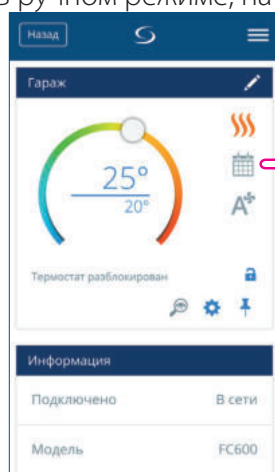 в ручном режиме, на
Назад
Гараж
25°
20°
A
Термостат разблокирован
Информация
Подключено В сети
Модель FC600